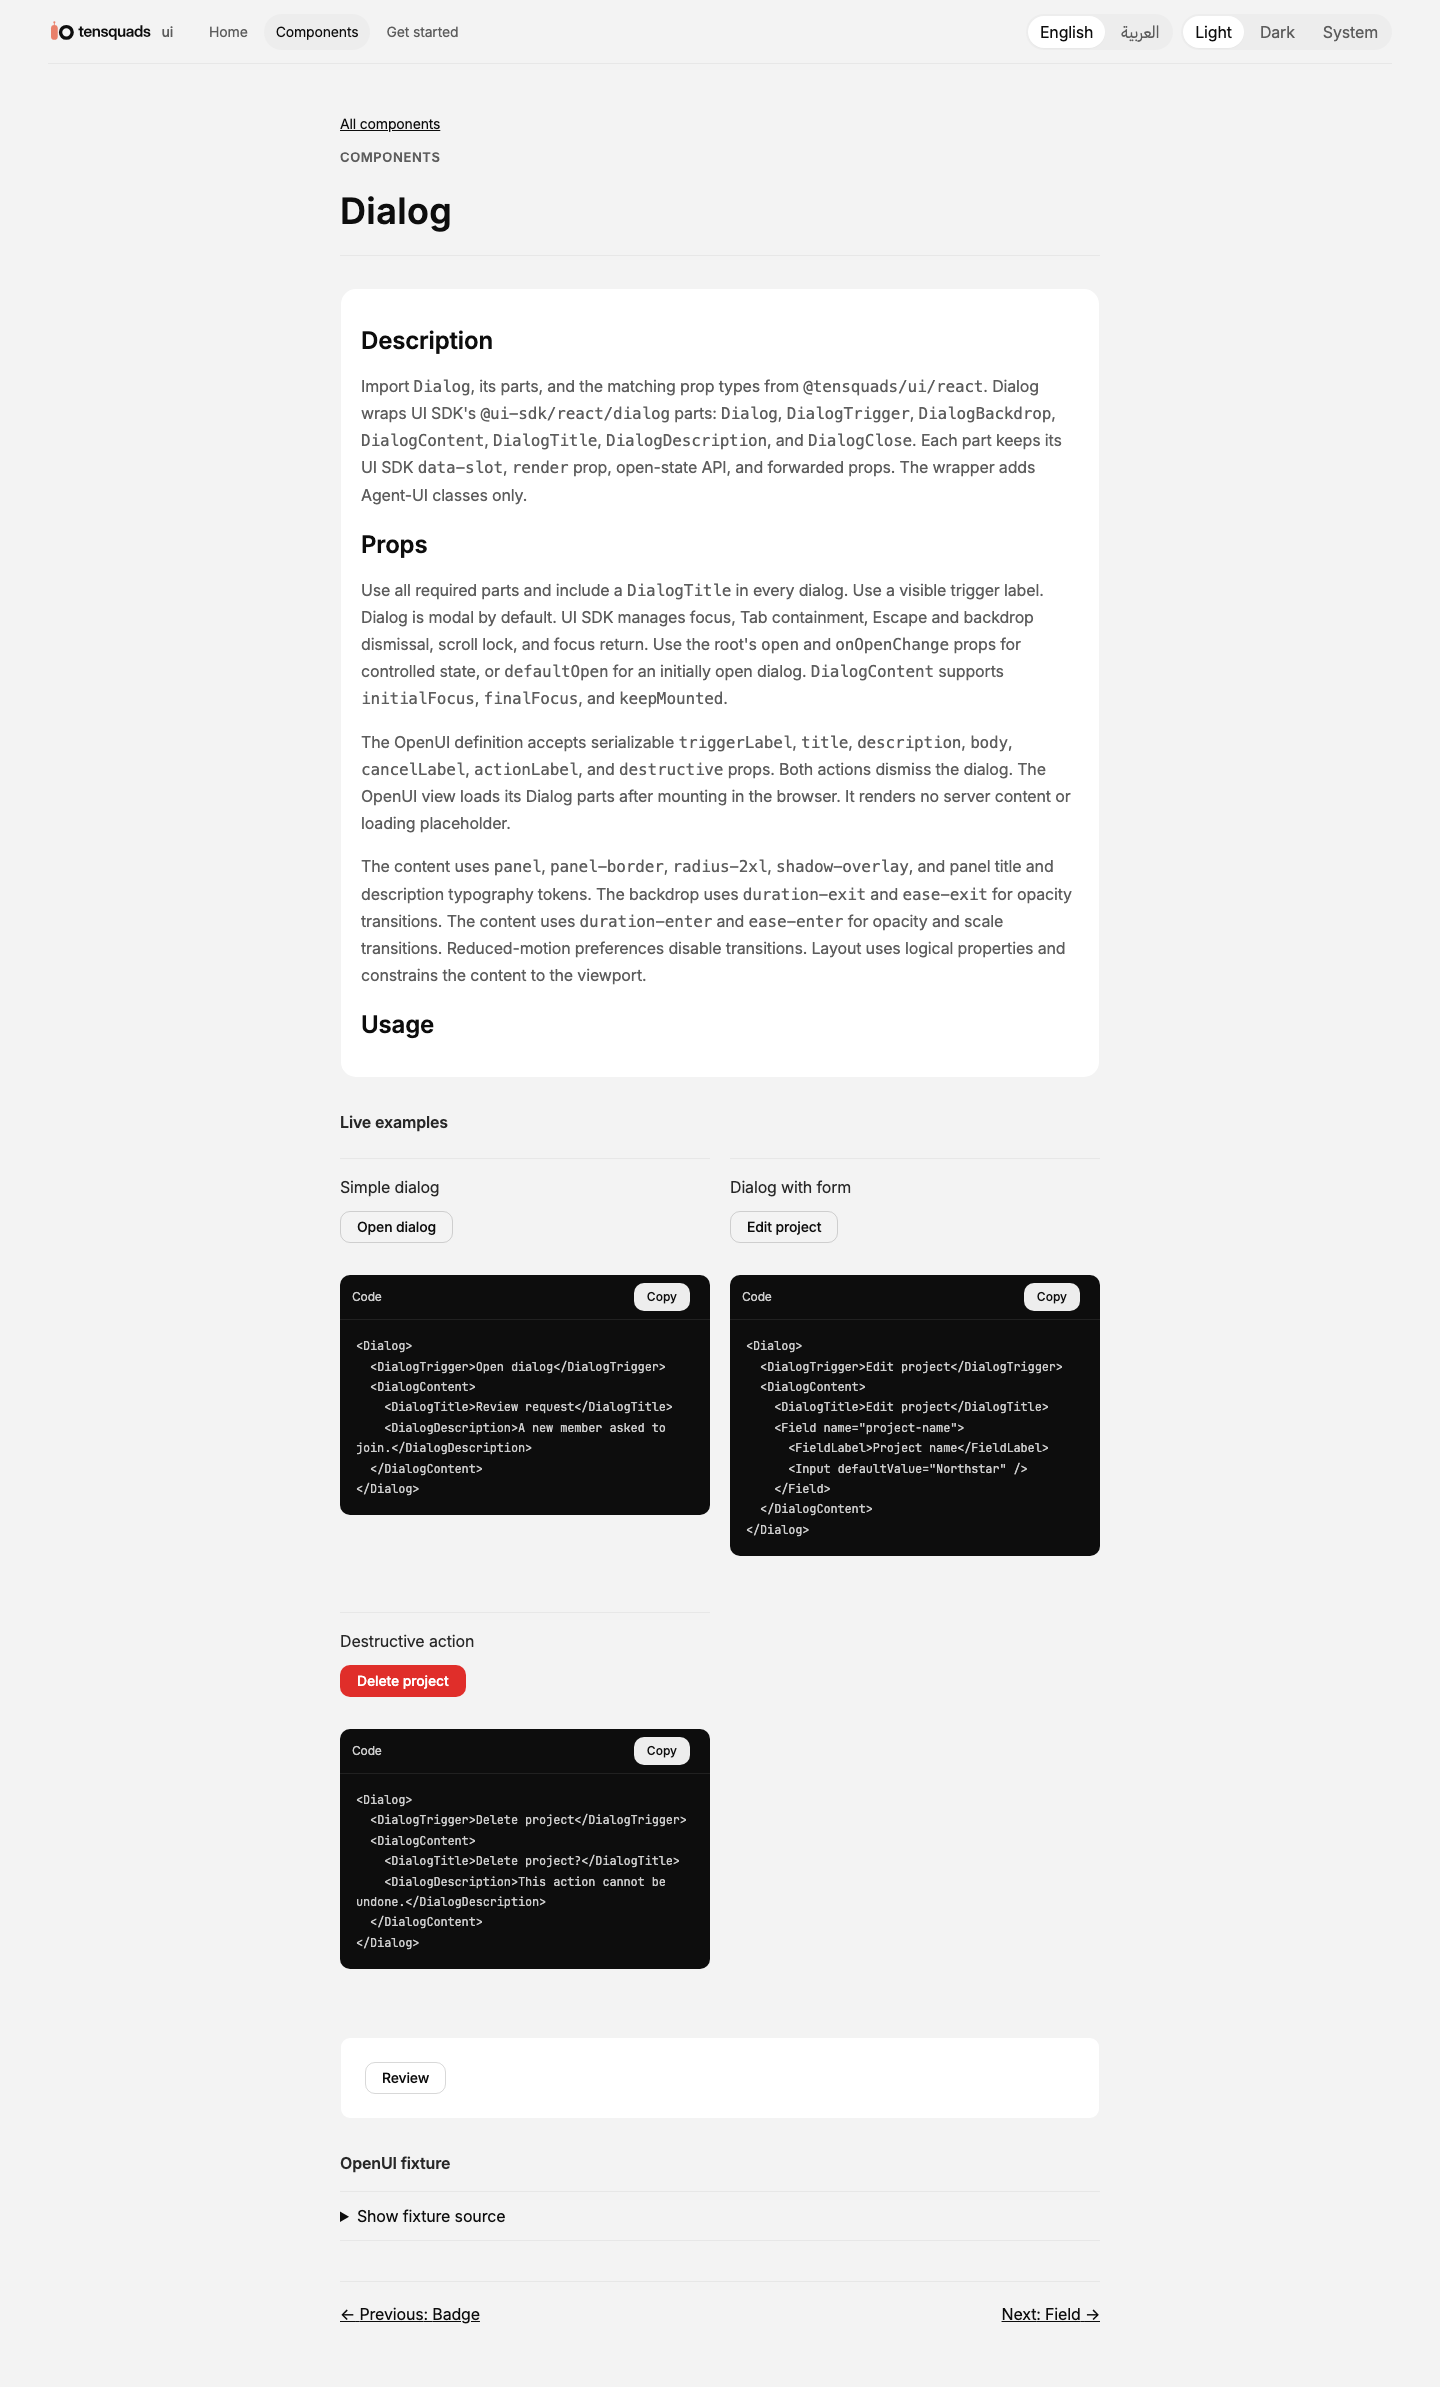 tensquads ui Home Components Get started English العربية Light Dark System
All components
COMPONENTS
Dialog
Description
Import Dialog, its parts, and the matching prop types from @tensquads/ui/react. Dialog
wraps UI SDK's @ui-sdk/react/dialog parts: Dialog, DialogTrigger, DialogBackdrop,
DialogContent, DialogTitle, DialogDescription, and DialogClose. Each part keeps its
UI SDK data-slot, render prop, open-state API, and forwarded props. The wrapper adds
Agent-UI classes only.
Props
Use all required parts and include a DialogTitle in every dialog. Use a visible trigger label.
Dialog is modal by default. UI SDK manages focus, Tab containment, Escape and backdrop
dismissal, scroll lock, and focus return. Use the root's open and onOpenChange props for
controlled state, or defaultOpen for an initially open dialog. DialogContent supports
initialFocus, finalFocus, and keepMounted.
The OpenUI definition accepts serializable triggerLabel, title, description, body,
cancelLabel, actionLabel, and destructive props. Both actions dismiss the dialog. The
OpenUI view loads its Dialog parts after mounting in the browser. It renders no server content or
loading placeholder.
The content uses panel, panel-border, radius-2xl, shadow-overlay, and panel title and
description typography tokens. The backdrop uses duration-exit and ease-exit for opacity
transitions. The content uses duration-enter and ease-enter for opacity and scale
transitions. Reduced-motion preferences disable transitions. Layout uses logical properties and
constrains the content to the viewport.
Usage
Live examples
Simple dialog
Open dialog
Code Copy
<Dialog>
  <DialogTrigger>Open dialog</DialogTrigger>
  <DialogContent>
    <DialogTitle>Review request</DialogTitle>
    <DialogDescription>A new member asked to
join.</DialogDescription>
  </DialogContent>
</Dialog>
Dialog with form
Edit project
Code Copy
<Dialog>
  <DialogTrigger>Edit project</DialogTrigger>
  <DialogContent>
    <DialogTitle>Edit project</DialogTitle>
    <Field name="project-name">
      <FieldLabel>Project name</FieldLabel>
      <Input defaultValue="Northstar" />
    </Field>
  </DialogContent>
</Dialog>
Destructive action
Delete project
Code Copy
<Dialog>
  <DialogTrigger>Delete project</DialogTrigger>
  <DialogContent>
    <DialogTitle>Delete project?</DialogTitle>
    <DialogDescription>This action cannot be
undone.</DialogDescription>
  </DialogContent>
</Dialog>
Review
OpenUI fixture
▶ Show fixture source
← Previous: Badge Next: Field →